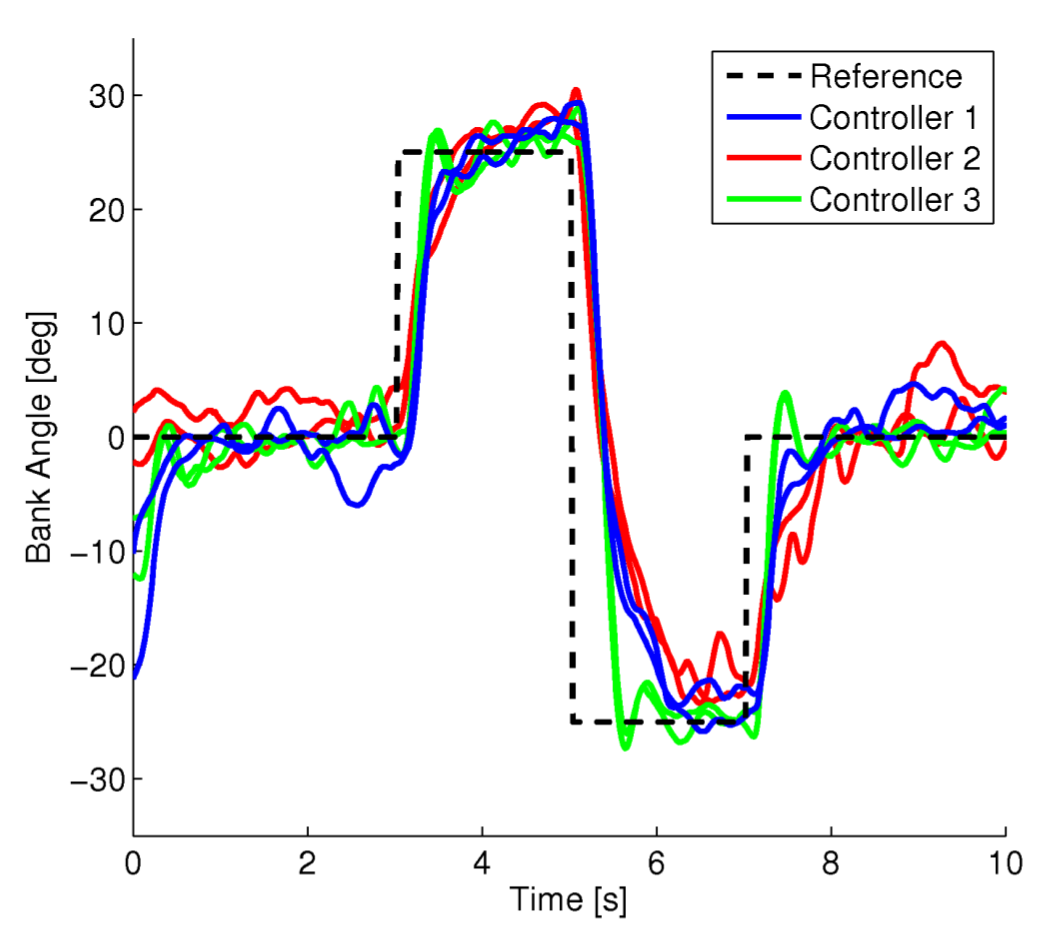 30
20
10
0
−10
−20
−30
Bank Angle [deg]
Reference
Controller 1
Controller 2
Controller 3
0 2 4 6 8 10
Time [s]